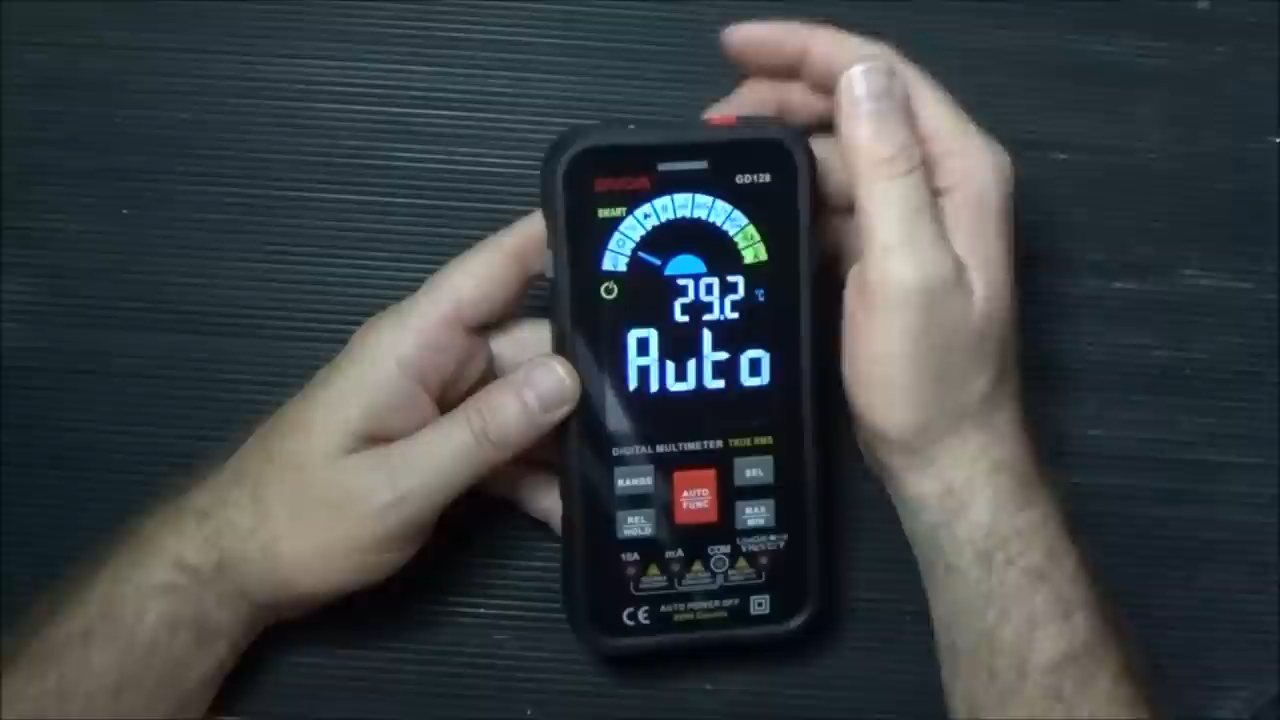 GD128
SMART
29.2 °C
Auto
DIGITAL MULTIMETER TRUE RMS
RANGE
AUTO
FUNC
SEL
REL
HOLD
MAX
MIN
10A
mA
COM
CE
AUTO POWER OFF